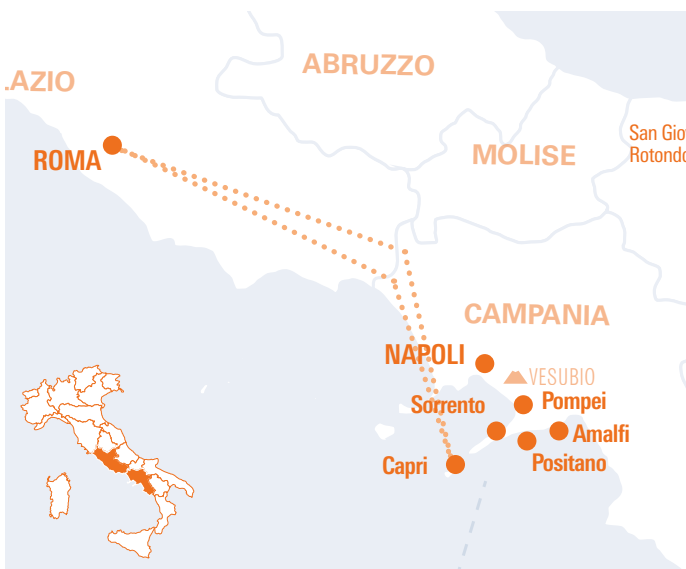 ABRUZZO
LAZIO
San Gio
Rotondo
ROMA
MOLISE
CAMPANIA
NAPOLI
VESUBIO
Sorrento
Pompei
Amalfi
Capri
Positano